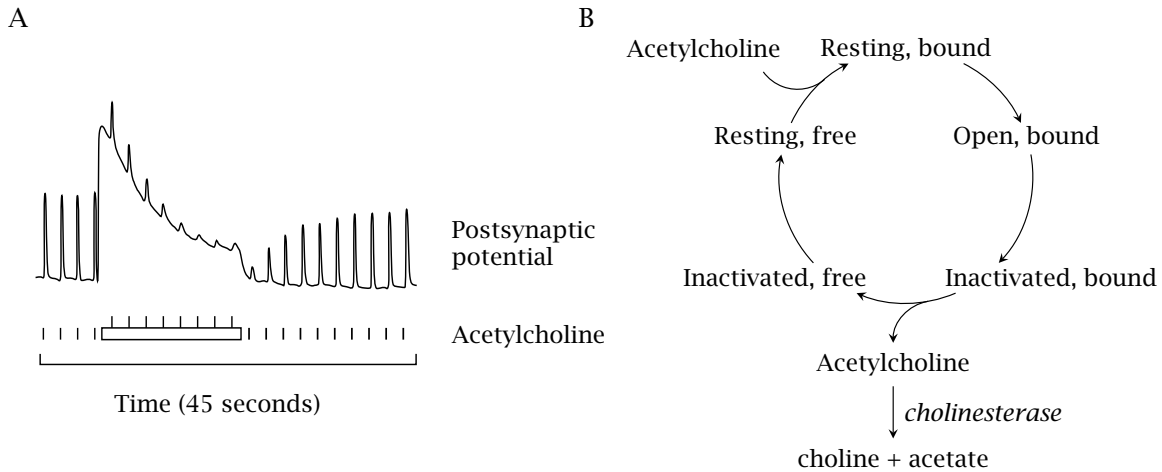 A
Postsynaptic
potential
Acetylcholine
Time (45 seconds)
B
Acetylcholine
Resting, bound
Resting, free
Open, bound
Inactivated, free
Inactivated, bound
Acetylcholine
cholinesterase
choline + acetate